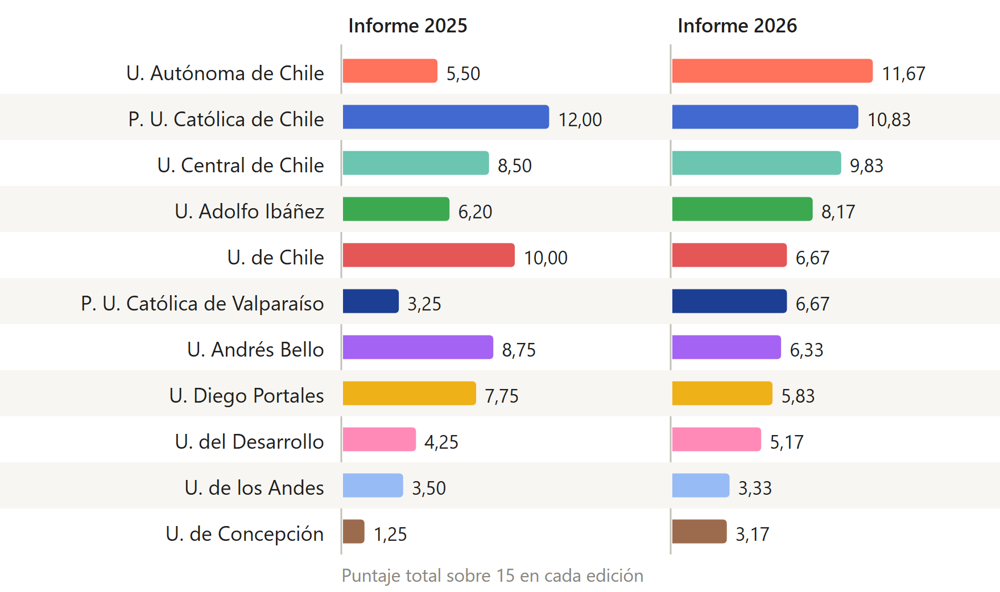 Informe 2025 Informe 2026
U. Autónoma de Chile 5,50 11,67
P. U. Católica de Chile 12,00 10,83
U. Central de Chile 8,50 9,83
U. Adolfo Ibáñez 6,20 8,17
U. de Chile 10,00 6,67
P. U. Católica de Valparaíso 3,25 6,67
U. Andrés Bello 8,75 6,33
U. Diego Portales 7,75 5,83
U. del Desarrollo 4,25 5,17
U. de los Andes 3,50 3,33
U. de Concepción 1,25 3,17
Puntaje total sobre 15 en cada edición